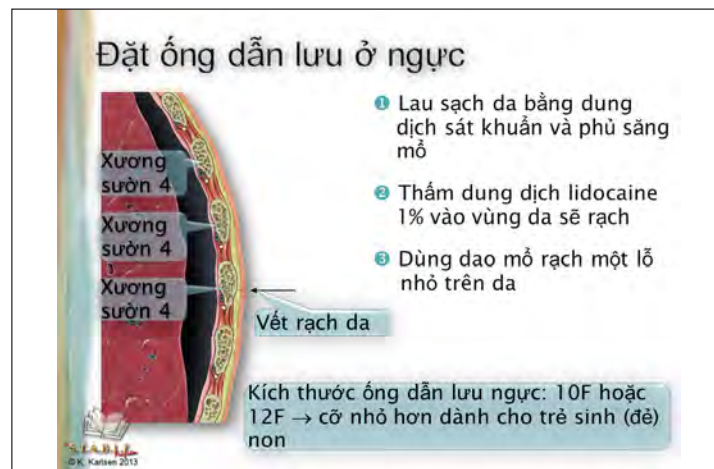 Đặt ống dẫn lưu ở ngực
Xương
sườn 4
Xương
sườn 4
Xương
sườn 4
Vết rạch da
❶ Lau sạch da bằng dung
dịch sát khuẩn và phủ săng
mổ
❷ Thấm dung dịch lidocaine
1% vào vùng da sẽ rạch
❸ Dùng dao mổ rạch một lỗ
nhỏ trên da
Kích thước ống dẫn lưu ngực: 10F hoặc
12F → cỡ nhỏ hơn dành cho trẻ sinh (đẻ)
non
© K. Karlsen 2013